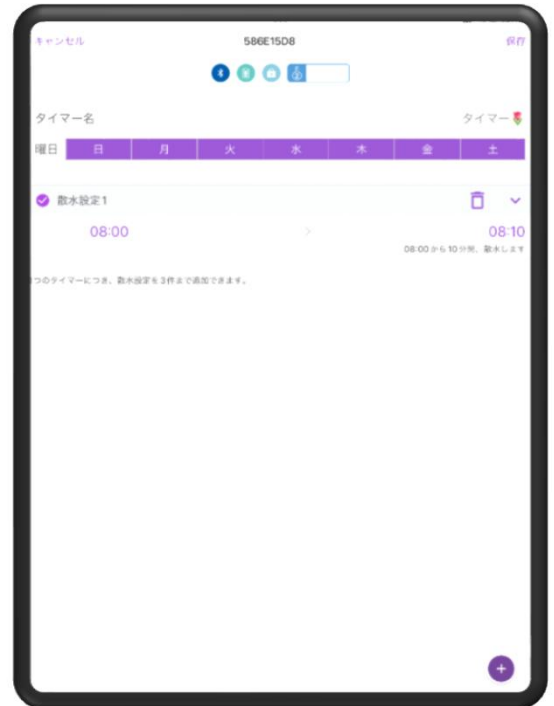 キャンセル 586E15D8 保存
タイマー名 タイマー🌷
曜日 日 月 火 水 木 金 土
散水設定1
08:00 > 08:10
08:00 から 10 分間、散水します
1つのタイマーにつき、散水設定を3件まで追加できます。
+